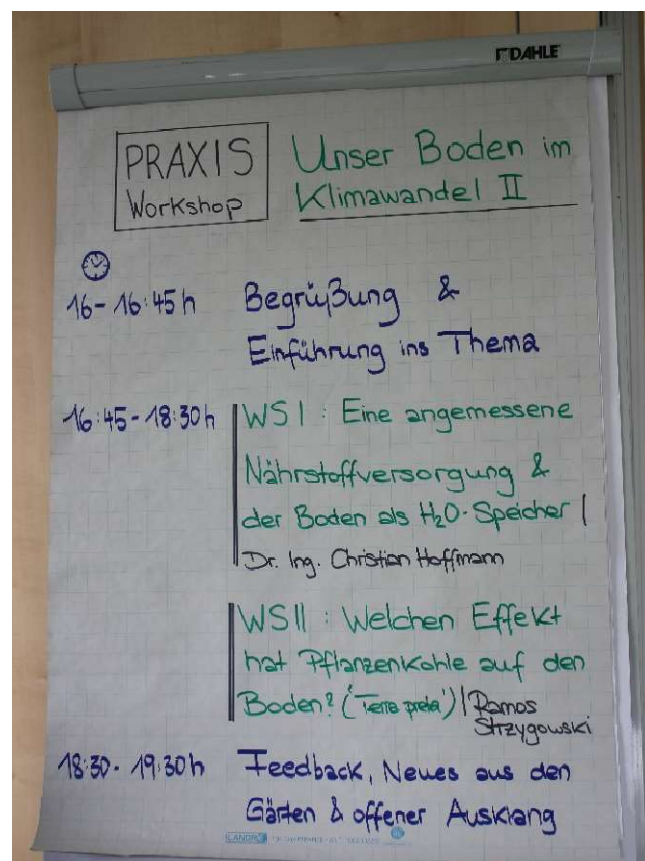 DAHLE
PRAXIS Workshop
Unser Boden im
Klimawandel II
16-16:45h Begrüßung &
Einführung ins Thema
16:45-18:30h WS I : Eine angemessene
Nährstoffversorgung &
der Boden als H₂O-Speicher |
Dr. Ing. Christian Hoffmann
WS II : Welchen Effekt
hat Pflanzenkohle auf den
Boden? ('Terra preta') | Ramos
Strzygowski
18:30-19:30h Feedback, Neues aus den
Gärten & offener Ausklang
LANDRÉ